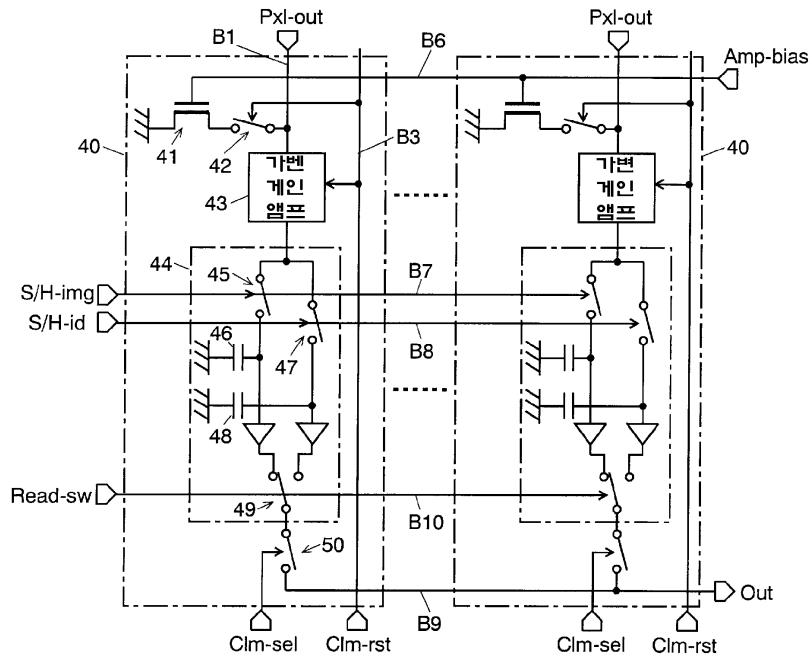 Pxl-out
Pxl-out
B1
B6
Amp-bias
40
41
42
B3
40
43
가벤
게인
앰프
가변
게인
앰프
44
45
S/H-img
B7
S/H-id
B8
46
47
48
Read-sw
49
B10
50
Out
B9
Clm-sel
Clm-rst
Clm-sel
Clm-rst